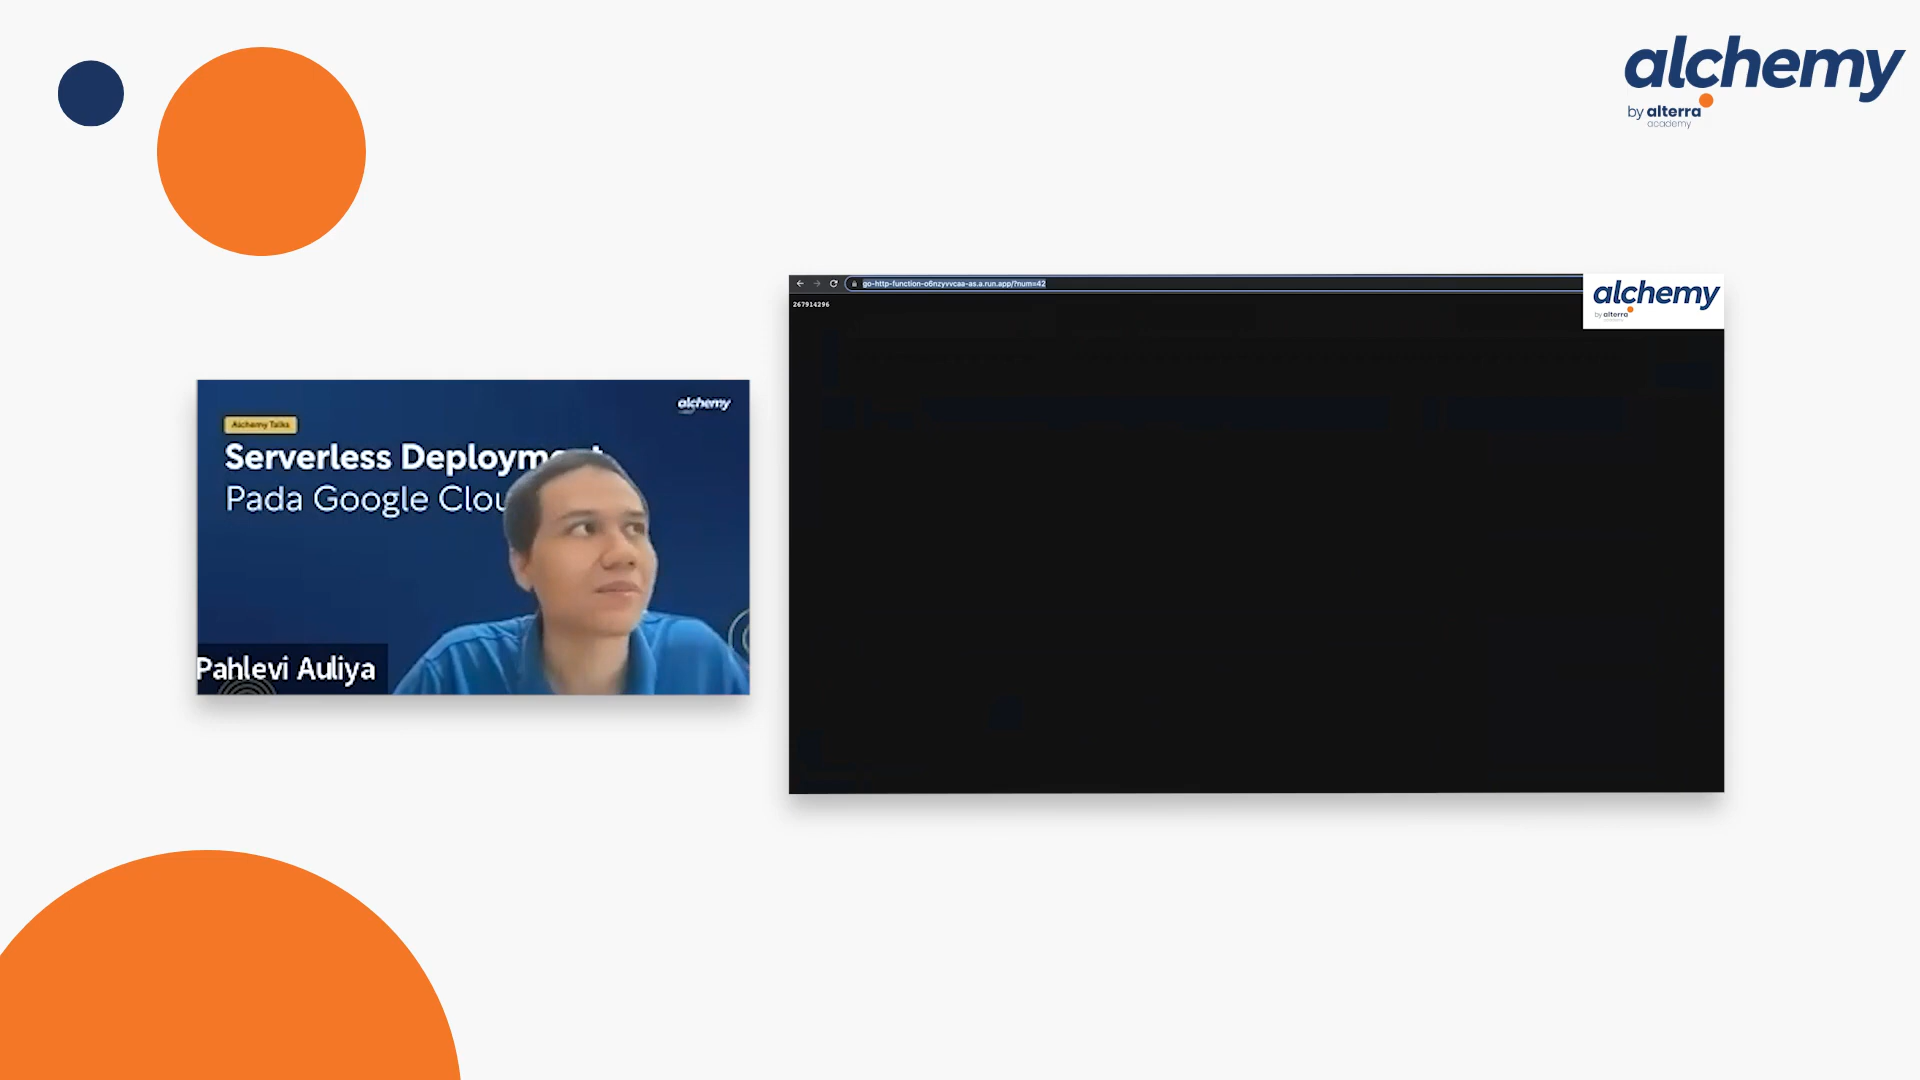 alchemy
by alterra
academy
go-http-function-o6nzyvvcaa-as.a.run.app/?num=42
267914296
alchemy
by alterra
alchemy
Alchemy Talks
Serverless Deployment
Pada Google Clou
Pahlevi Auliya